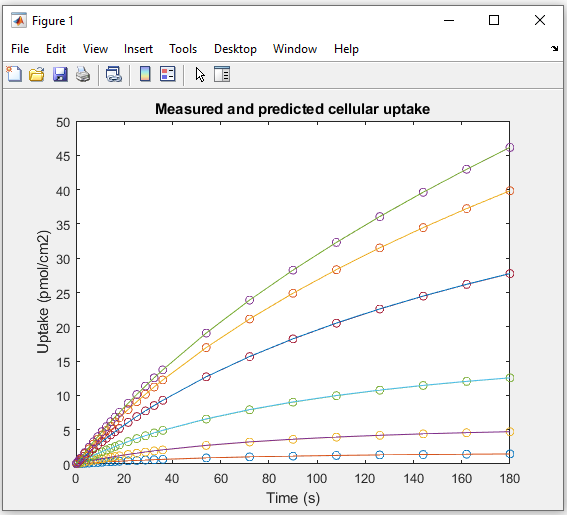 Figure 1
File Edit View Insert Tools Desktop Window Help
Measured and predicted cellular uptake
50
45
40
35
30
25
20
15
10
5
0
Uptake (pmol/cm2)
0 20 40 60 80 100 120 140 160 180
Time (s)